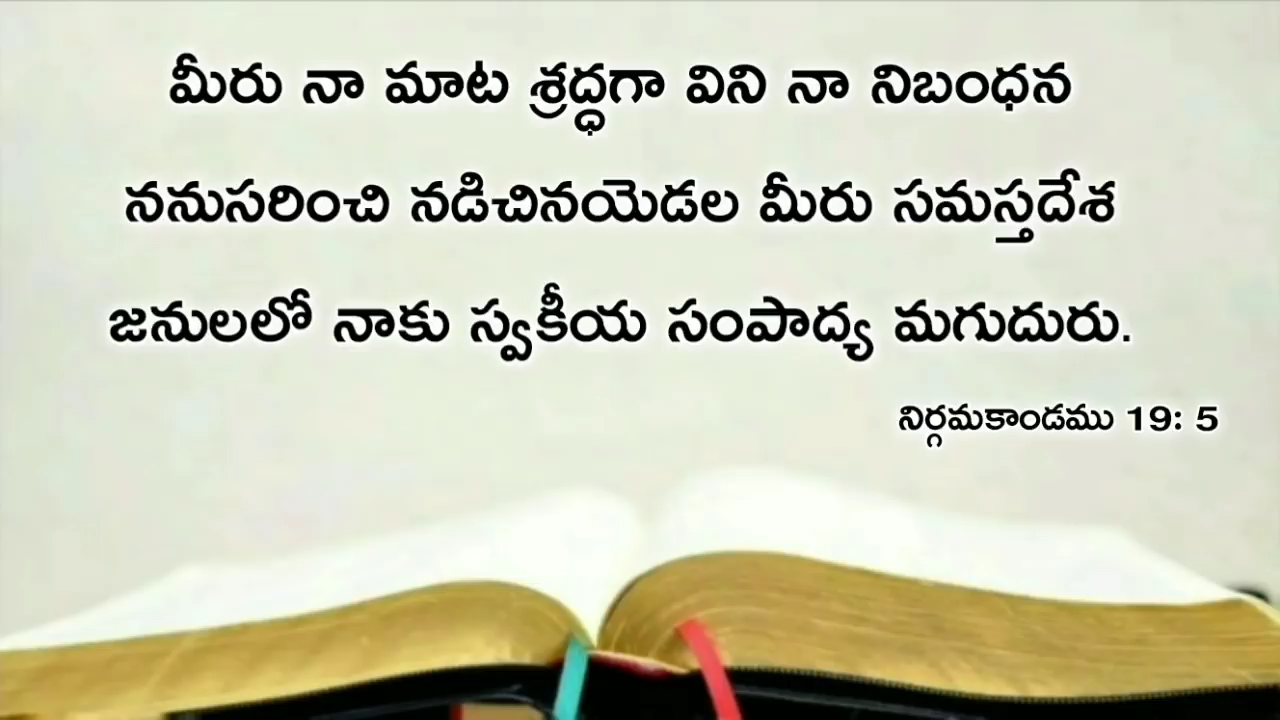 మీరు నా మాట శ్రద్ధగా విని నా నిబంధన
ననుసరించి నడిచినయెడల మీరు సమస్తదేశ
జనులలో నాకు స్వకీయ సంపాద్య మగుదురు.
నిర్గమకాండము 19: 5